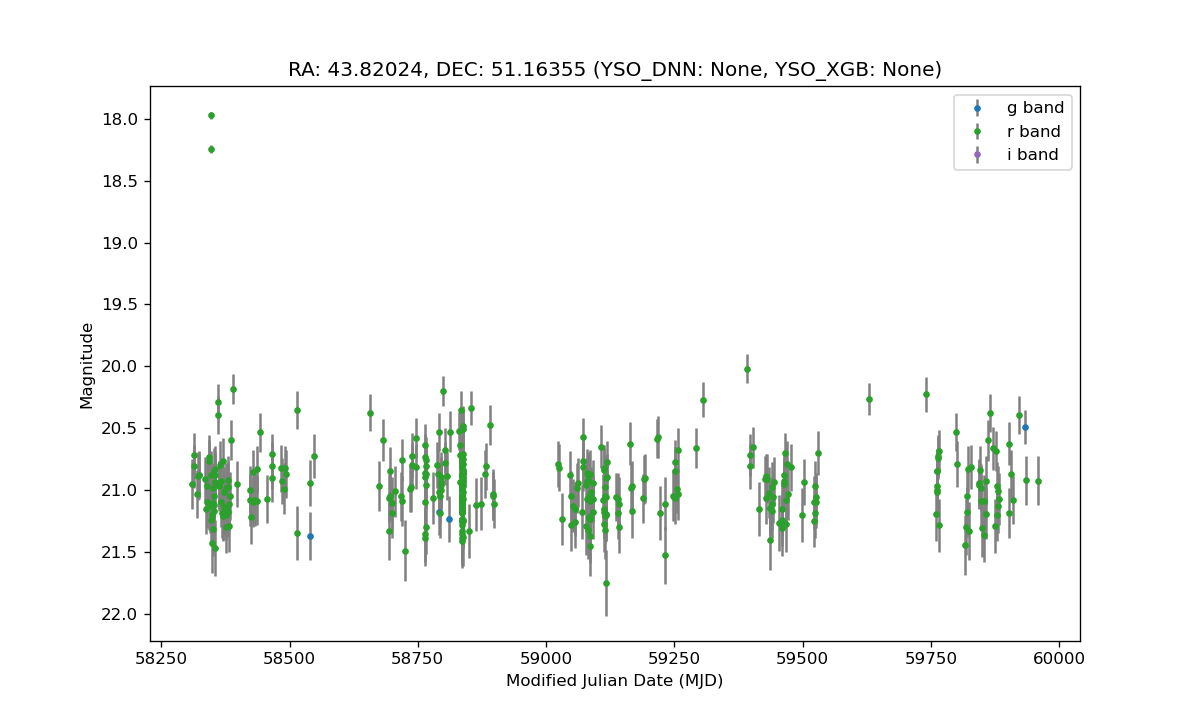 RA: 43.82024, DEC: 51.16355 (YSO_DNN: None, YSO_XGB: None)
g band
r band
i band
18.0
18.5
19.0
19.5
20.0
20.5
21.0
21.5
22.0
Magnitude
58250 58500 58750 59000 59250 59500 59750 60000
Modified Julian Date (MJD)